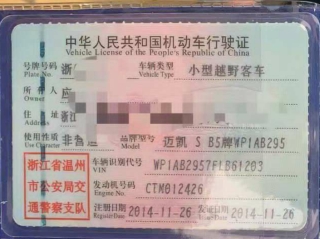 中华人民共和国机动车行驶证
Vehicle License of the People's Republic of China
号牌号码 浙 车辆类型 小型越野客车
Plate No. Vehicle Type
所有人
Owner
住址 浙
Address
使用性质 非营运 品牌型号 迈凯 S B5牌WP1AB295
Use Character
浙江省温州 车辆识别代号 WP1AB2957FLB61203
VIN
市公安局交 发动机号码 CTM012426
Engine No.
通警察支队 注册日期 2014-11-26 发证日期 2014-11-26
Register Date Issue Date